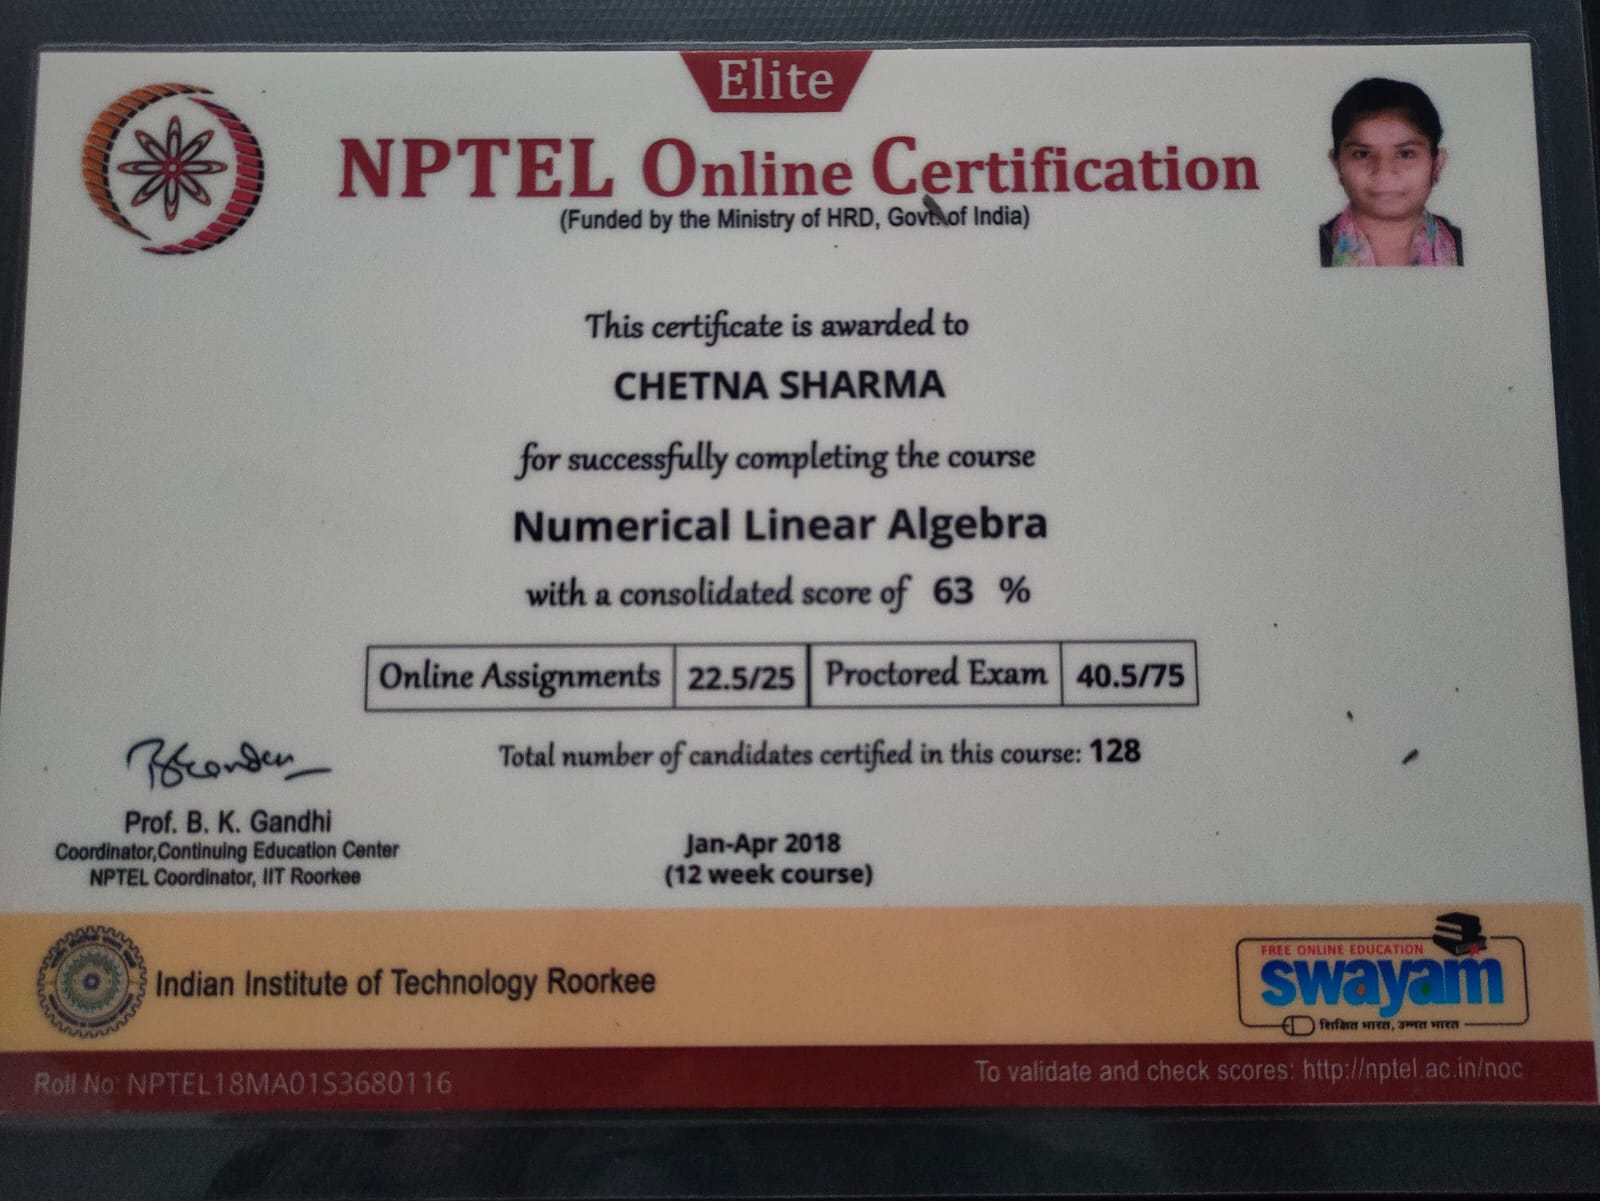 Elite
NPTEL Online Certification
(Funded by the Ministry of HRD, Govt. of India)
This certificate is awarded to
CHETNA SHARMA
for successfully completing the course
Numerical Linear Algebra
with a consolidated score of 63 %
Online Assignments 22.5/25 Proctored Exam 40.5/75
Total number of candidates certified in this course: 128
Prof. B. K. Gandhi
Coordinator,Continuing Education Center
NPTEL Coordinator, IIT Roorkee
Jan-Apr 2018
(12 week course)
Indian Institute of Technology Roorkee
FREE ONLINE EDUCATION
swayam
शिक्षित भारत, उन्नत भारत
Roll No: NPTEL18MA01S3680116
To validate and check scores: http://nptel.ac.in/noc